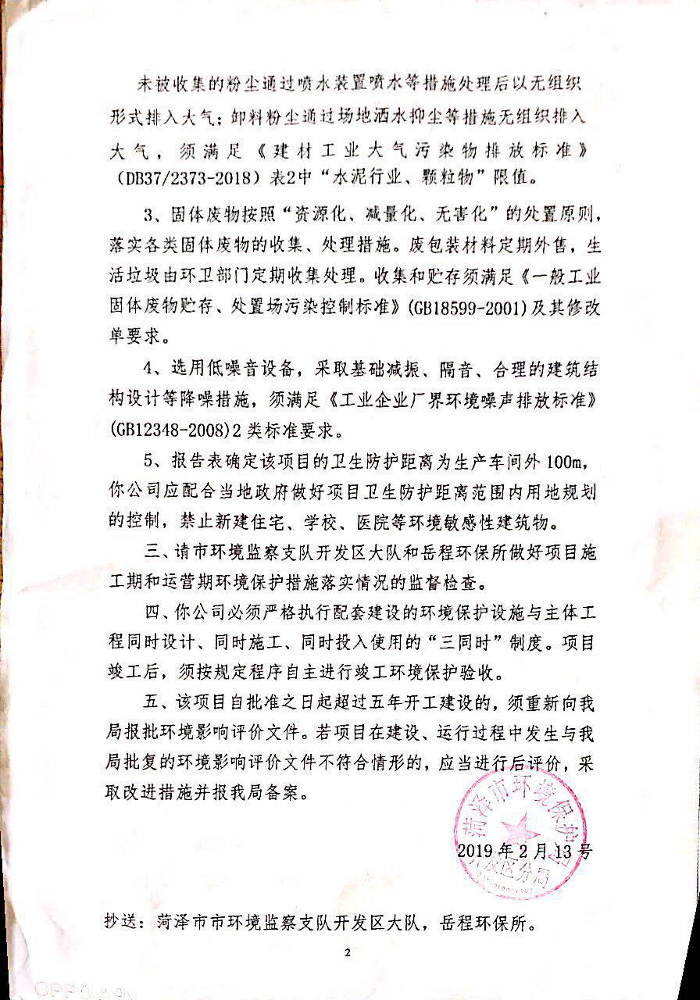 未被收集的粉尘通过喷水装置喷水等措施处理后以无组织
形式排入大气；卸料粉尘通过场地洒水抑尘等措施无组织排入
大气，须满足《建材工业大气污染物排放标准》
（DB37/2373-2018）表2中“水泥行业、颗粒物”限值。
3、固体废物按照“资源化、减量化、无害化”的处置原则，
落实各类固体废物的收集、处理措施。废包装材料定期外售，生
活垃圾由环卫部门定期收集处理。收集和贮存须满足《一般工业
固体废物贮存、处置场污染控制标准》(GB18599-2001)及其修改
单要求。
4、选用低噪音设备，采取基础减振、隔音、合理的建筑结
构设计等降噪措施，须满足《工业企业厂界环境噪声排放标准》
(GB12348-2008)2 类标准要求。
5、报告表确定该项目的卫生防护距离为生产车间外 100m，
你公司应配合当地政府做好项目卫生防护距离范围内用地规划
的控制，禁止新建住宅、学校、医院等环境敏感性建筑物。
三、请市环境监察支队开发区大队和岳程环保所做好项目施
工期和运营期环境保护措施落实情况的监督检查。
四、你公司必须严格执行配套建设的环境保护设施与主体工
程同时设计、同时施工、同时投入使用的“三同时”制度。项目
竣工后，须按规定程序自主进行竣工环境保护验收。
五、该项目自批准之日起超过五年开工建设的，须重新向我
局报批环境影响评价文件。若项目在建设、运行过程中发生与我
局批复的环境影响评价文件不符合情形的，应当进行后评价，采
取改进措施并报我局备案。
菏泽市环境保护局
2019 年 2 月 13 号
发区分局
抄送：菏泽市市环境监察支队开发区大队，岳程环保所。
2
OPPO A9x